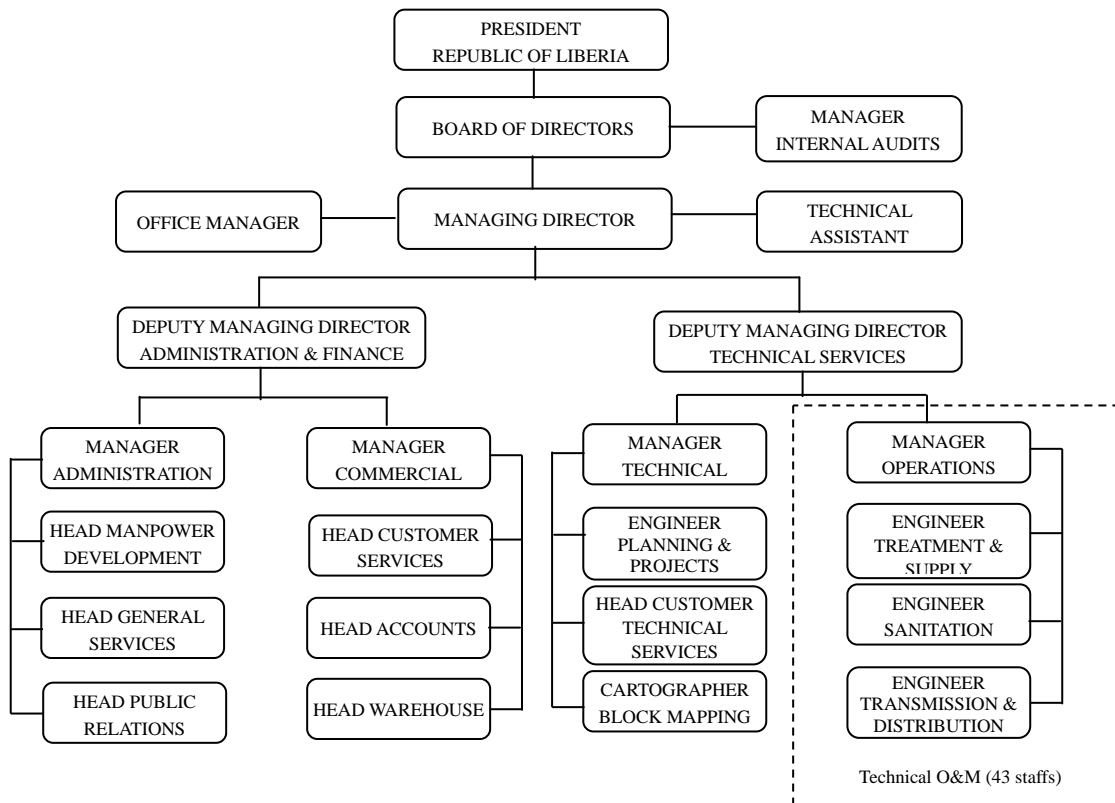 PRESIDENT
REPUBLIC OF LIBERIA
BOARD OF DIRECTORS
MANAGER
INTERNAL AUDITS
OFFICE MANAGER
MANAGING DIRECTOR
TECHNICAL
ASSISTANT
DEPUTY MANAGING DIRECTOR
ADMINISTRATION & FINANCE
DEPUTY MANAGING DIRECTOR
TECHNICAL SERVICES
MANAGER
ADMINISTRATION
MANAGER
COMMERCIAL
MANAGER
TECHNICAL
MANAGER
OPERATIONS
HEAD MANPOWER
DEVELOPMENT
HEAD CUSTOMER
SERVICES
ENGINEER
PLANNING &
PROJECTS
ENGINEER
TREATMENT &
SUPPLY
HEAD GENERAL
SERVICES
HEAD ACCOUNTS
HEAD CUSTOMER
TECHNICAL
SERVICES
ENGINEER
SANITATION
HEAD PUBLIC
RELATIONS
HEAD WAREHOUSE
CARTOGRAPHER
BLOCK MAPPING
ENGINEER
TRANSMISSION &
DISTRIBUTION
Technical O&M (43 staffs)